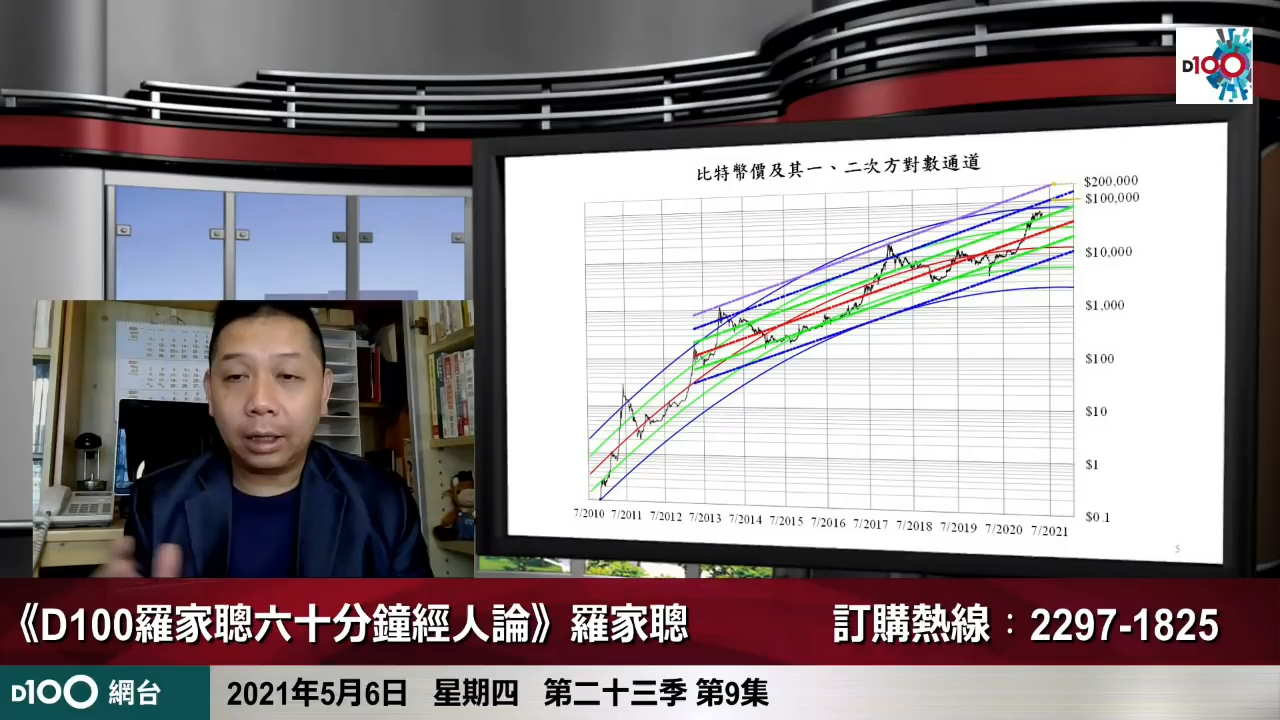 D100
比特幣價及其一、二次方對數通道
$200,000
$100,000
$10,000
$1,000
$100
$10
$1
$0.1
7/2010 7/2011 7/2012 7/2013 7/2014 7/2015 7/2016 7/2017 7/2018 7/2019 7/2020 7/2021
5
《D100羅家聰六十分鐘經人論》羅家聰 訂購熱線：2297-1825
D100 網台 2021年5月6日 星期四 第二十三季 第9集